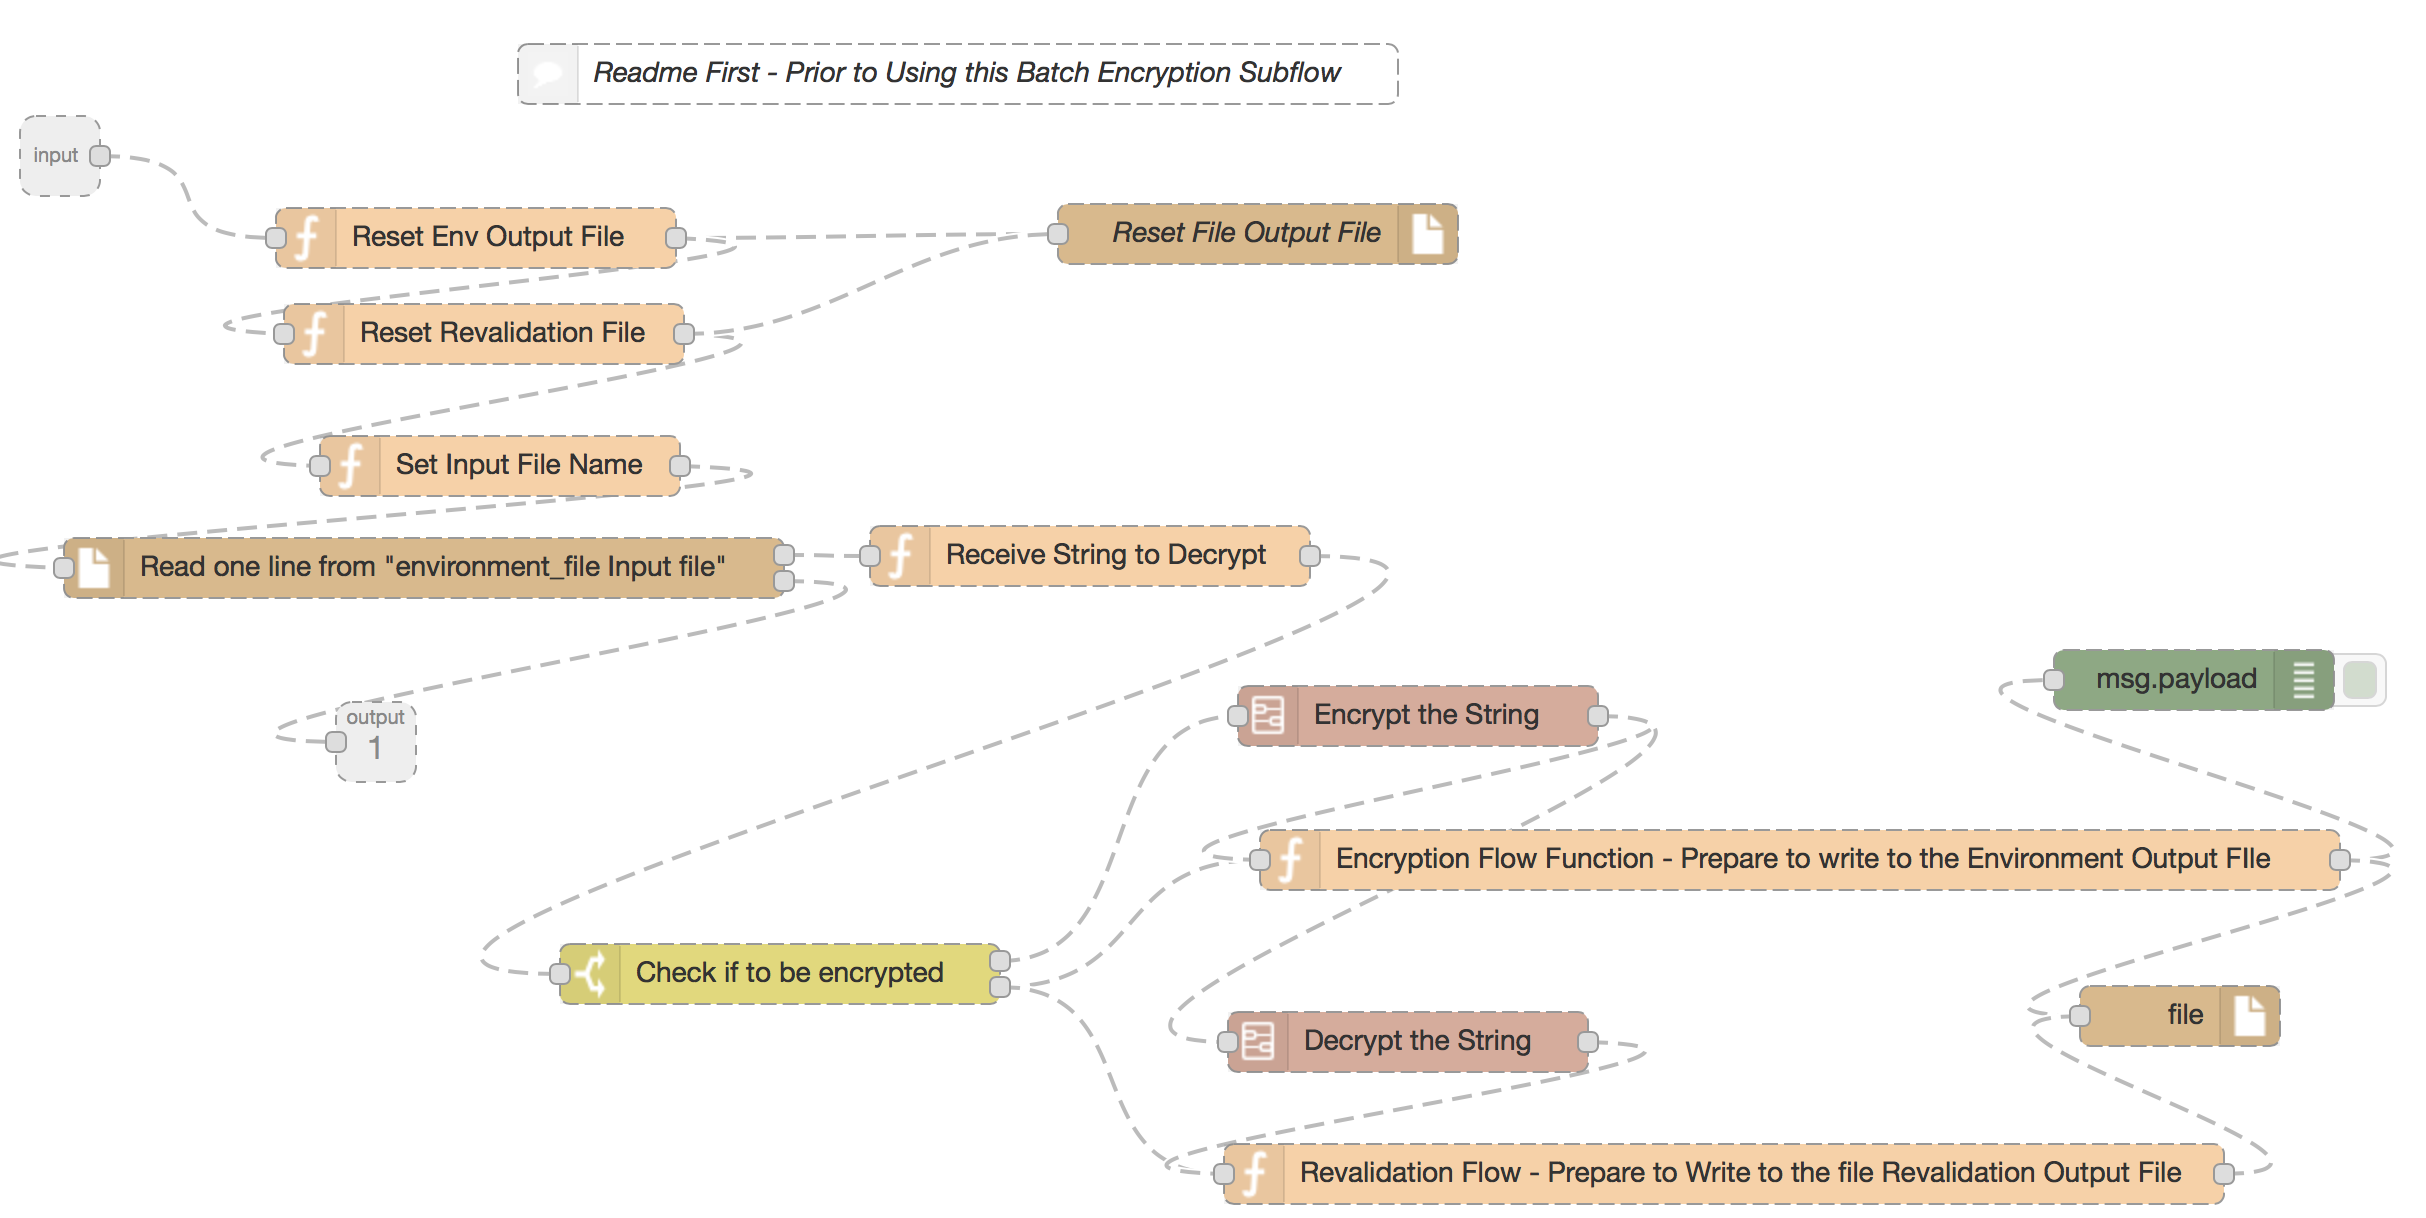 Readme First - Prior to Using this Batch Encryption Subflow
input
Reset Env Output File
Reset File Output File
Reset Revalidation File
Set Input File Name
Read one line from "environment_file Input file"
Receive String to Decrypt
output
1
Encrypt the String
msg.payload
Encryption Flow Function - Prepare to write to the Environment Output FIle
Check if to be encrypted
Decrypt the String
file
Revalidation Flow - Prepare to Write to the file Revalidation Output File